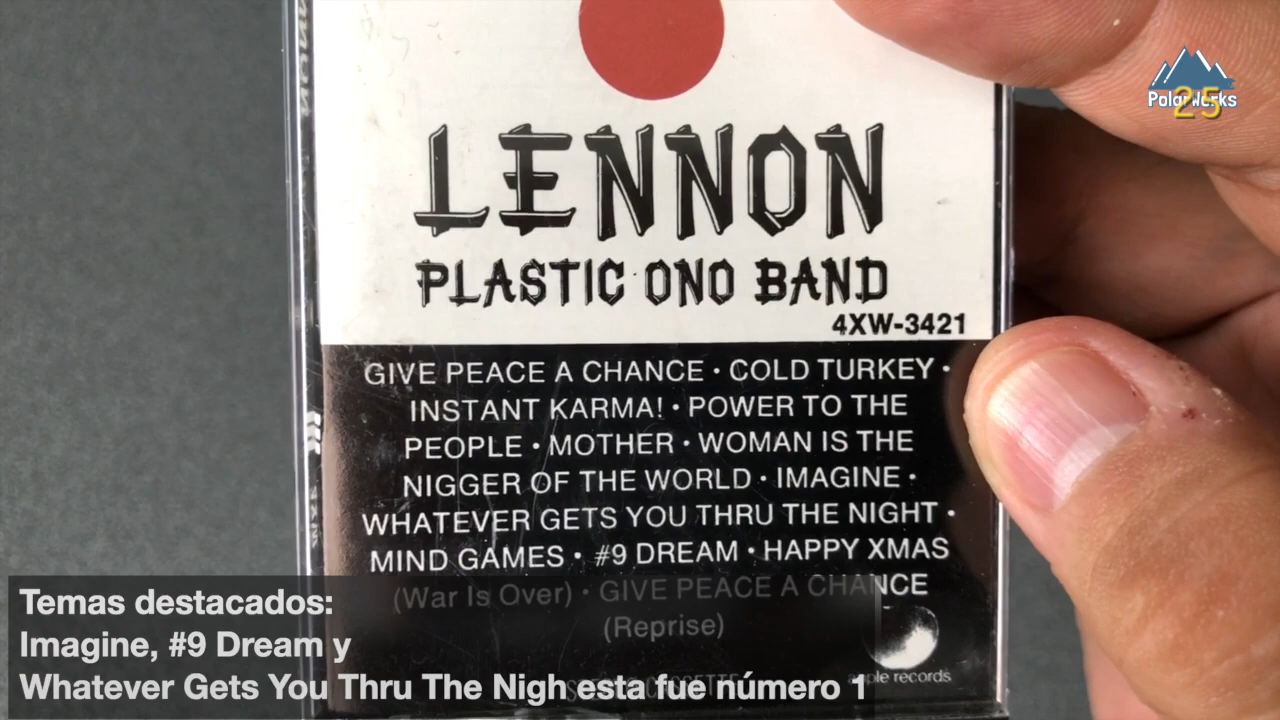 PolarWorks
25
LENNON
PLASTIC ONO BAND
4XW-3421
GIVE PEACE A CHANCE • COLD TURKEY •
INSTANT KARMA! • POWER TO THE
PEOPLE • MOTHER • WOMAN IS THE
NIGGER OF THE WORLD • IMAGINE •
WHATEVER GETS YOU THRU THE NIGHT •
MIND GAMES • #9 DREAM • HAPPY XMAS
(War Is Over) • GIVE PEACE A CHANCE
(Reprise)
apple records
Temas destacados:
Imagine, #9 Dream y
Whatever Gets You Thru The Nigh esta fue número 1